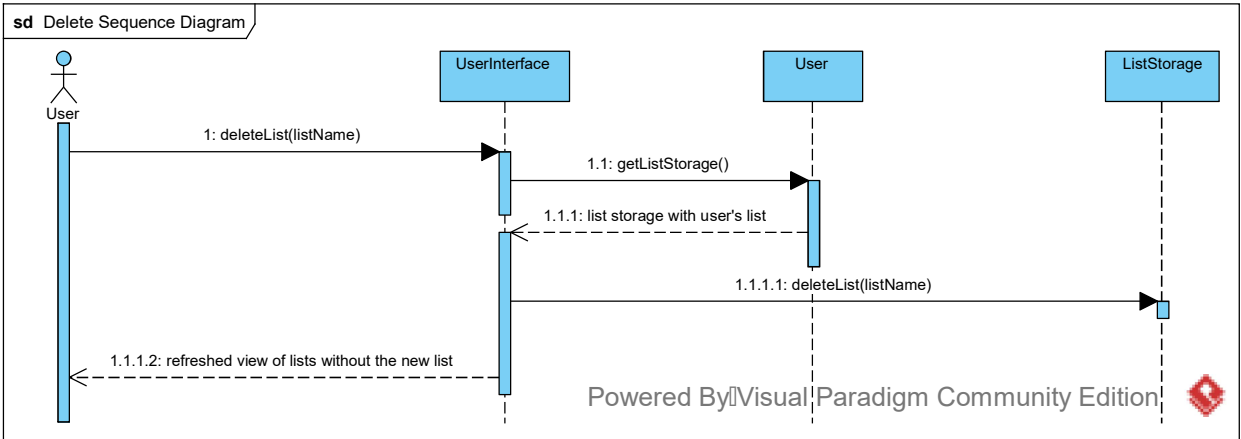 sd Delete Sequence Diagram
UserInterface
User
ListStorage
User
1: deleteList(listName)
1.1: getListStorage()
1.1.1: list storage with user's list
1.1.1.1: deleteList(listName)
1.1.1.2: refreshed view of lists without the new list
Powered By▯Visual Paradigm Community Edition